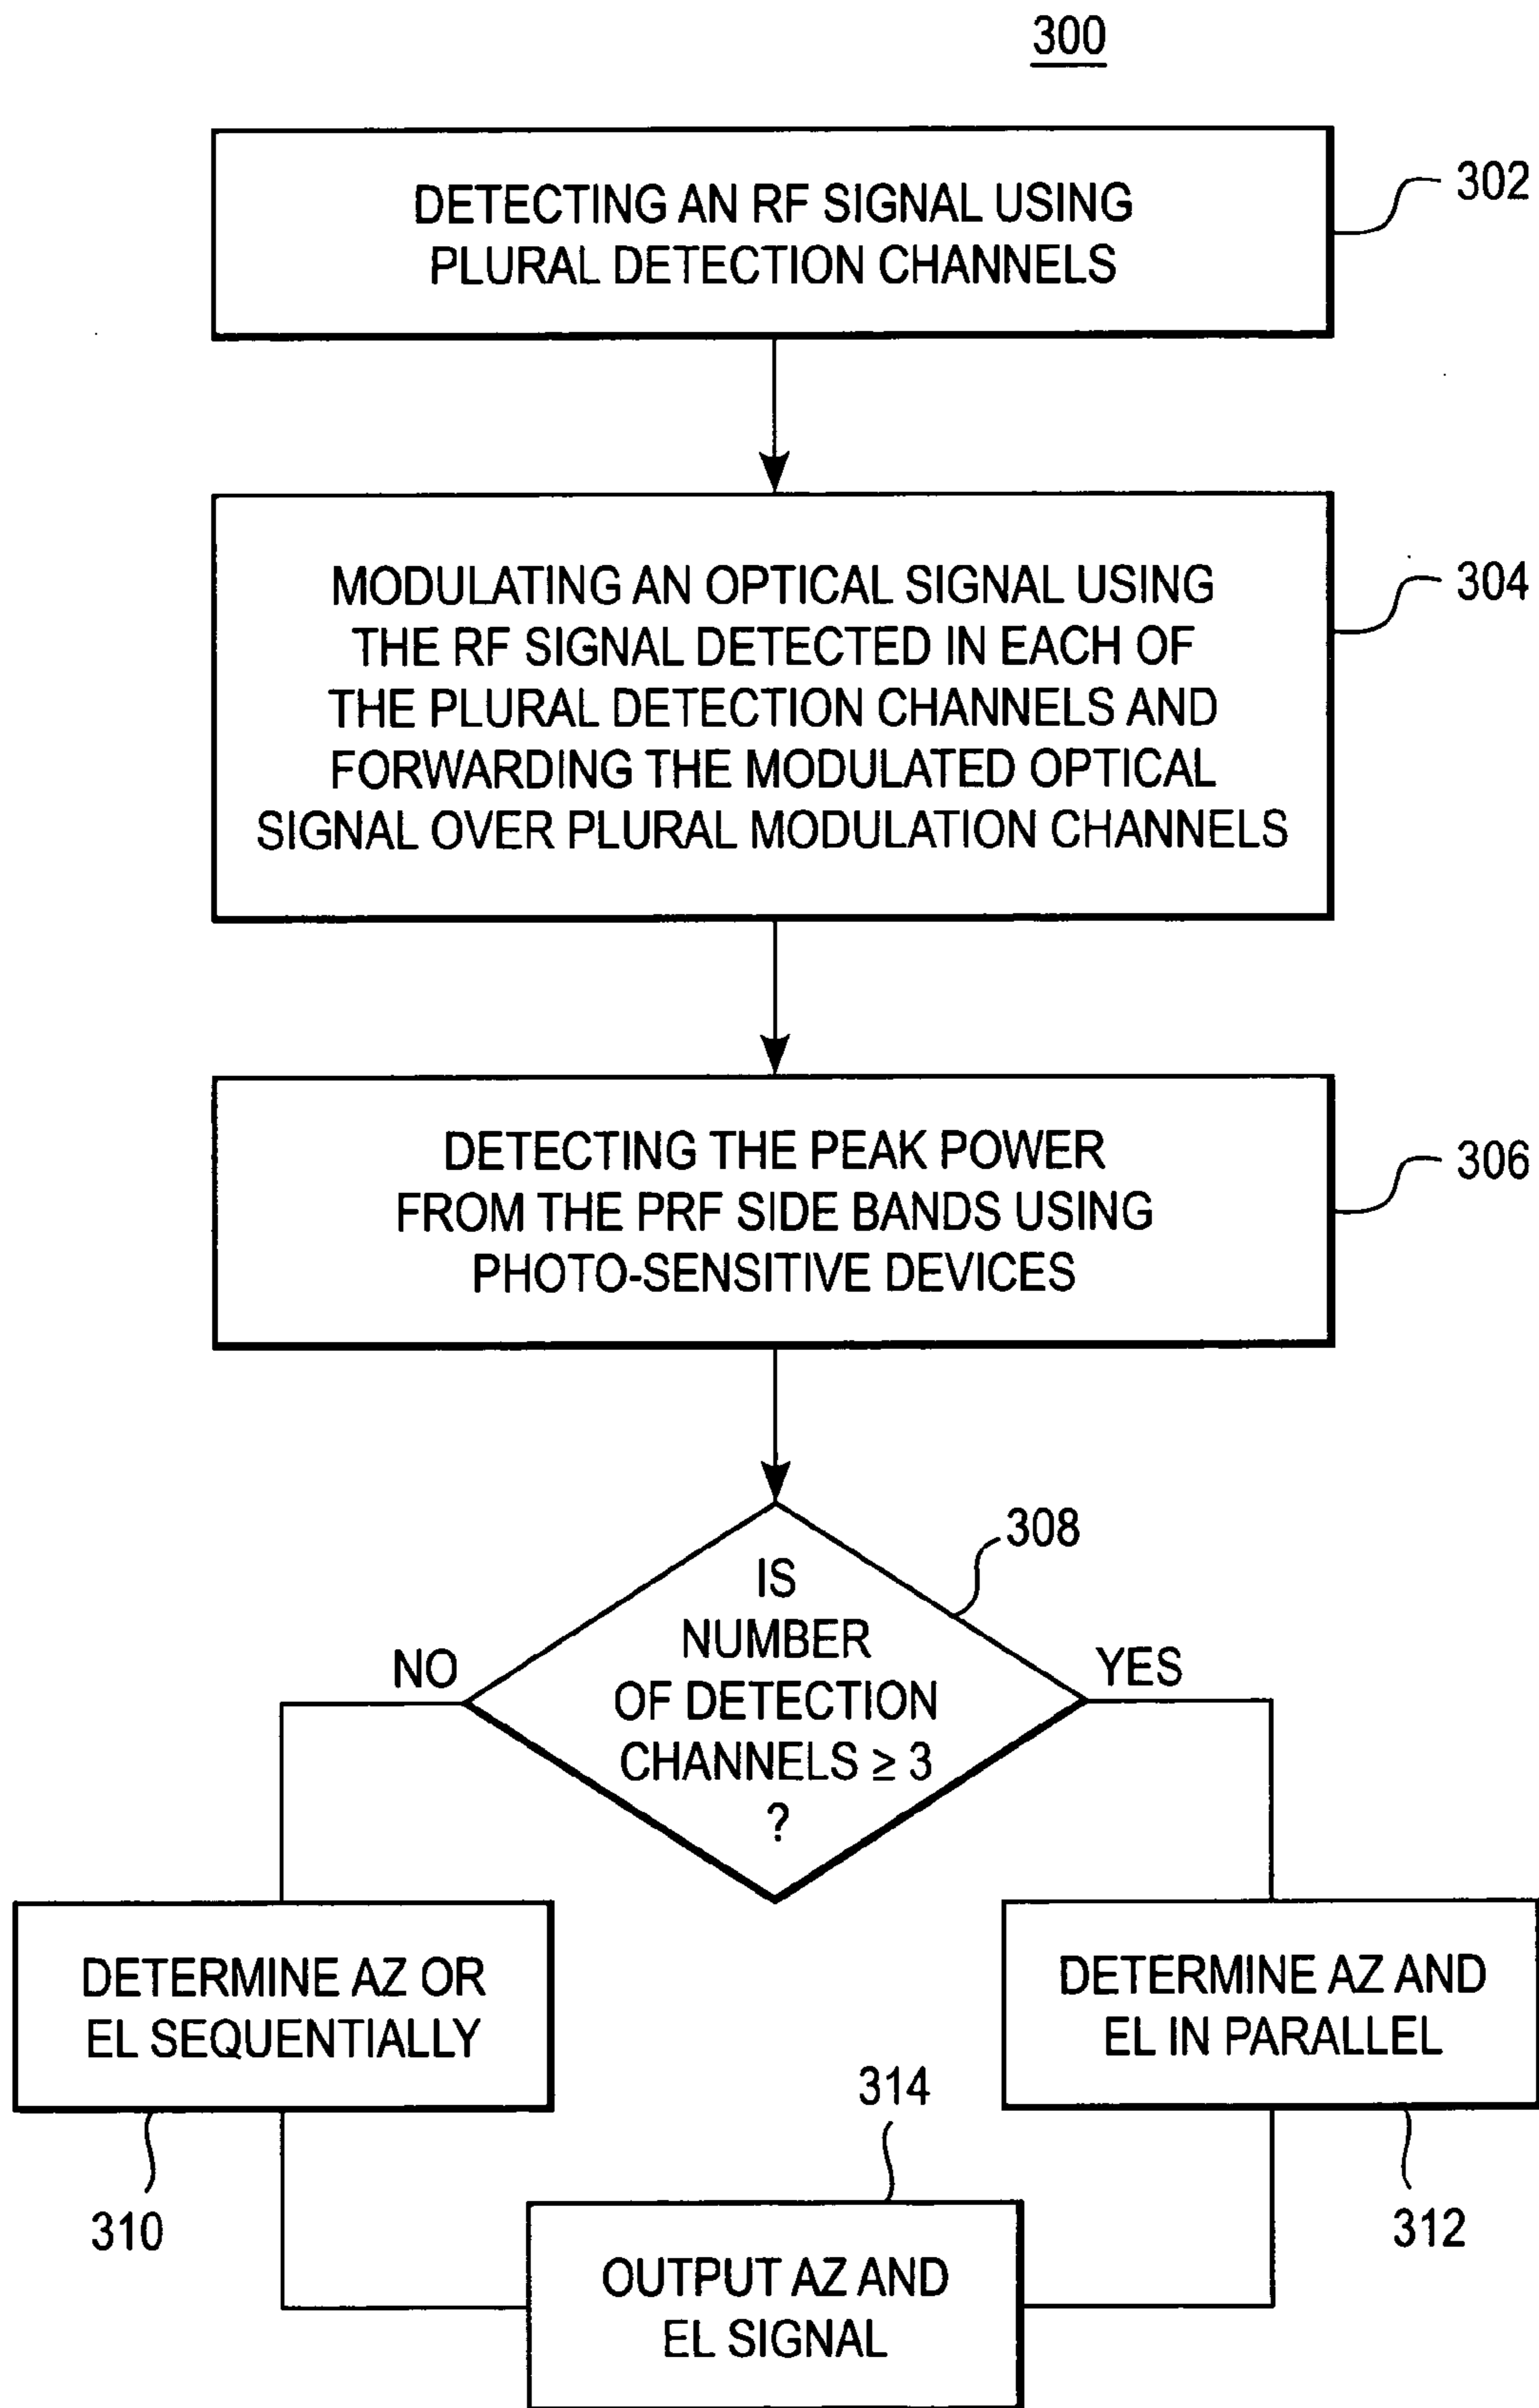 300
DETECTING AN RF SIGNAL USING
PLURAL DETECTION CHANNELS
302
MODULATING AN OPTICAL SIGNAL USING
THE RF SIGNAL DETECTED IN EACH OF
THE PLURAL DETECTION CHANNELS AND
FORWARDING THE MODULATED OPTICAL
SIGNAL OVER PLURAL MODULATION CHANNELS
304
DETECTING THE PEAK POWER
FROM THE PRF SIDE BANDS USING
PHOTO-SENSITIVE DEVICES
306
308
IS
NUMBER
OF DETECTION
CHANNELS ≥ 3
?
NO
YES
DETERMINE AZ OR
EL SEQUENTIALLY
310
DETERMINE AZ AND
EL IN PARALLEL
312
314
OUTPUT AZ AND
EL SIGNAL